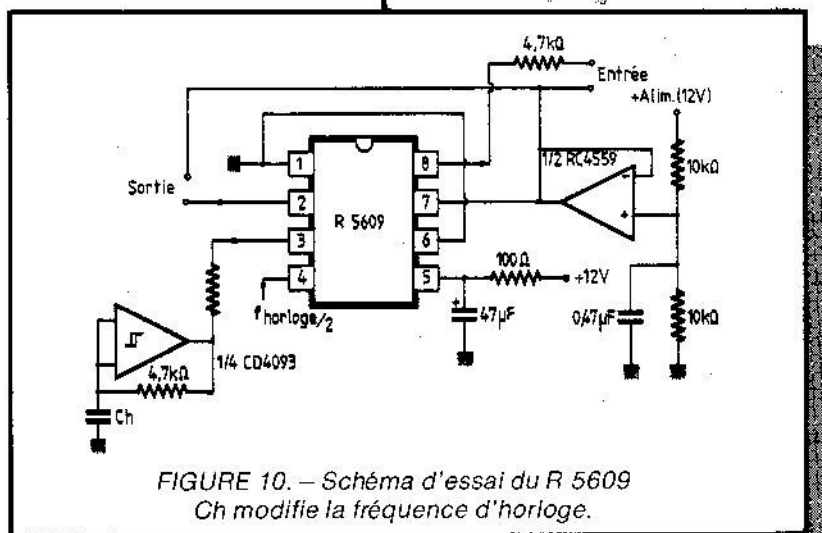 4,7kΩ
Entrée
+Alim.(12V)
1/2 RC4559
10kΩ
-
+
Sortie
1
8
2
7
R 5609
3
6
4
5
100Ω
+12V
fhorloge/2
+
47µF
0,47µF
10kΩ
1/4 CD4093
4,7kΩ
Ch
FIGURE 10. – Schéma d'essai du R 5609
Ch modifie la fréquence d'horloge.